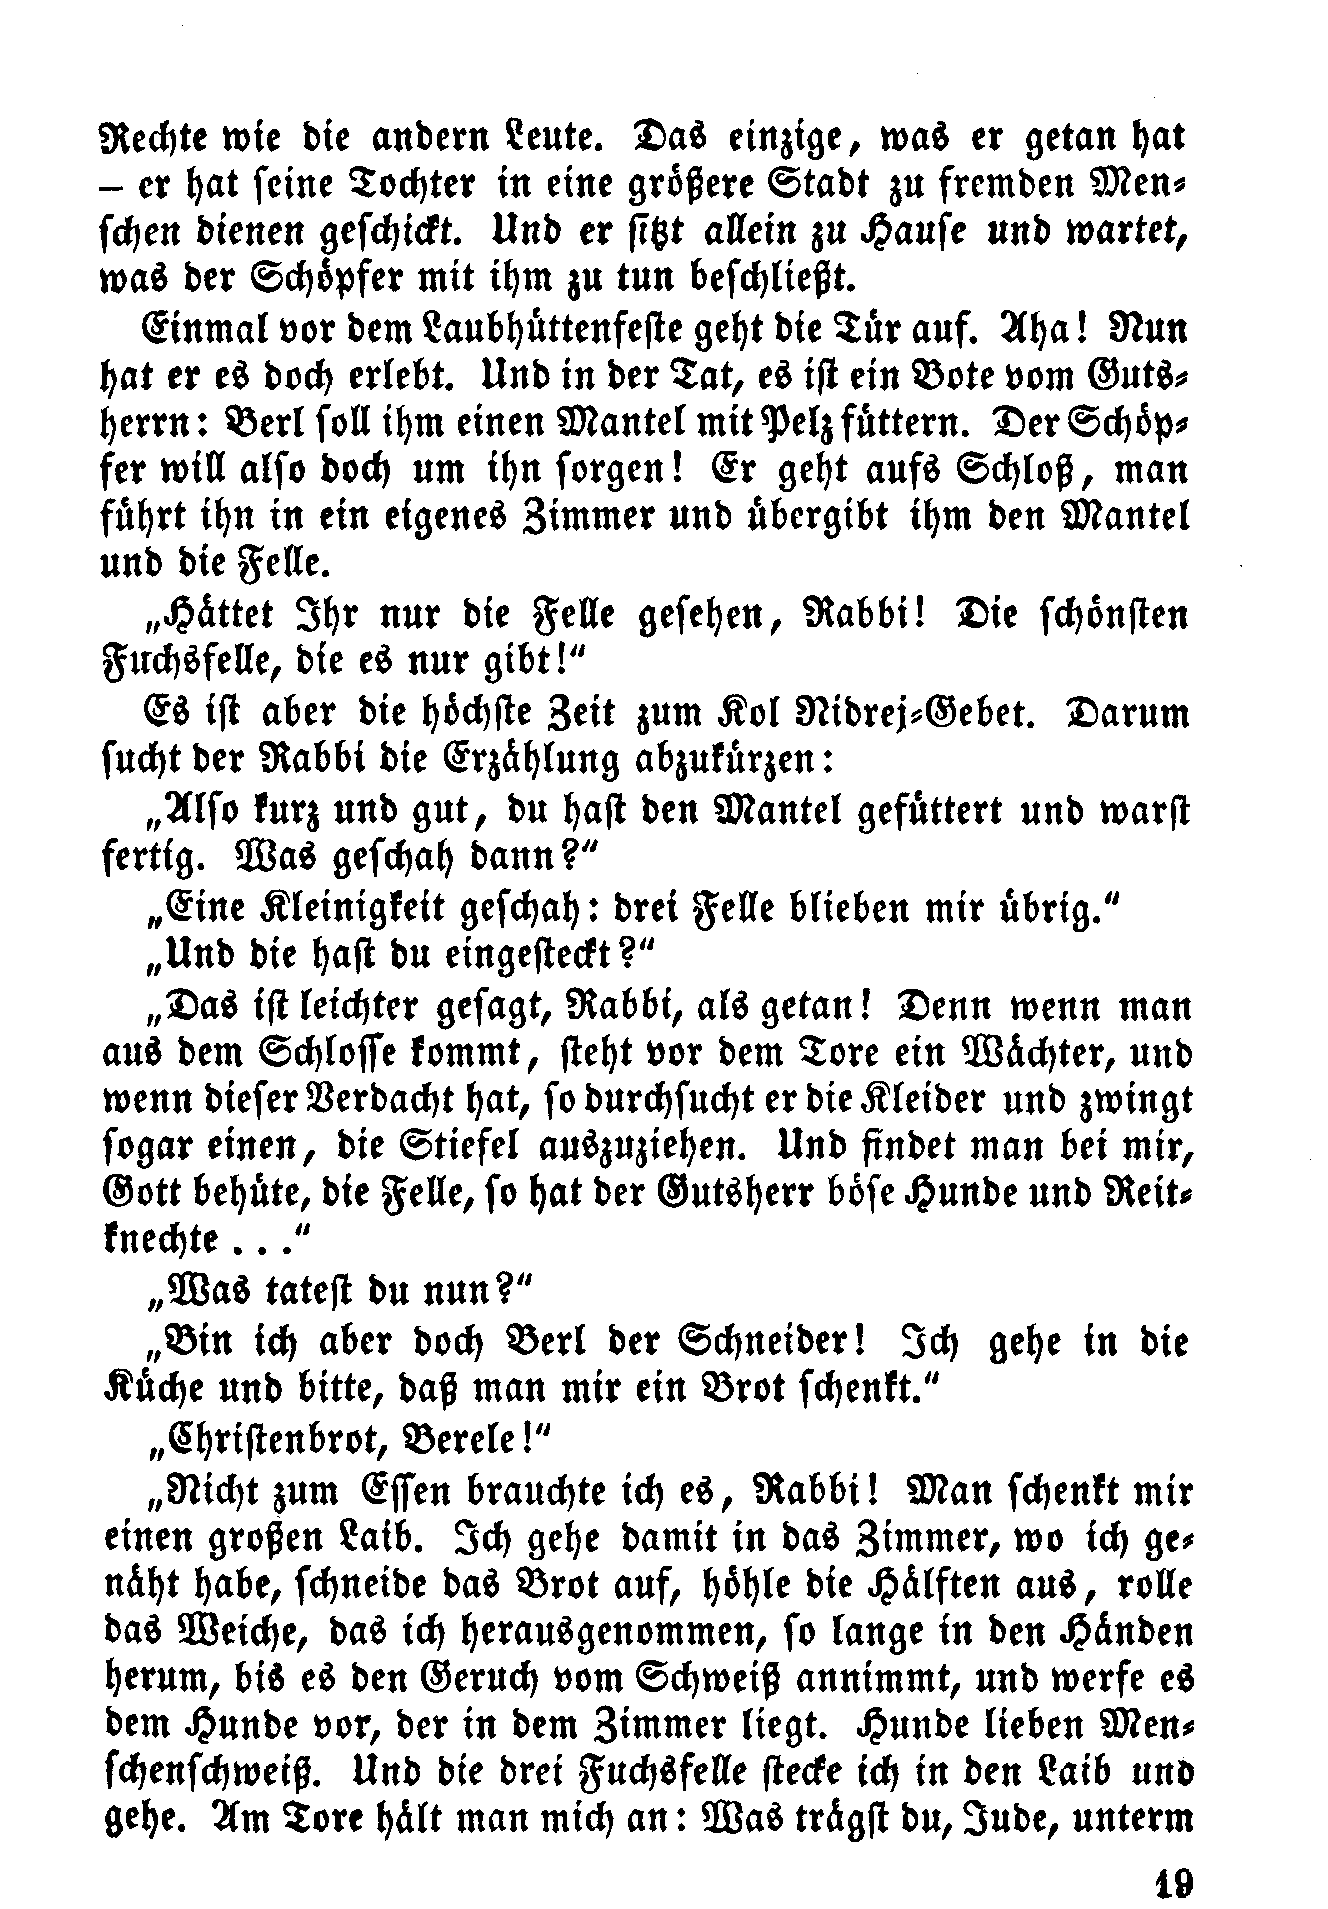 Rechte wie die andern Leute. Das einzige, was er getan hat
– er hat seine Tochter in eine größere Stadt zu fremden Men-
schen dienen geschickt. Und er sitzt allein zu Hause und wartet,
was der Schöpfer mit ihm zu tun beschließt.
Einmal vor dem Laubhüttenfeste geht die Tür auf. Aha! Nun
hat er es doch erlebt. Und in der Tat, es ist ein Bote vom Guts-
herrn: Berl soll ihm einen Mantel mit Pelz füttern. Der Schöp-
fer will also doch um ihn sorgen! Er geht aufs Schloß, man
führt ihn in ein eigenes Zimmer und übergibt ihm den Mantel
und die Felle.
„Hättet Ihr nur die Felle gesehen, Rabbi! Die schönsten
Fuchsfelle, die es nur gibt!“
Es ist aber die höchste Zeit zum Kol Nidrej-Gebet. Darum
sucht der Rabbi die Erzählung abzukürzen:
„Also kurz und gut, du hast den Mantel gefüttert und warst
fertig. Was geschah dann?“
„Eine Kleinigkeit geschah: drei Felle blieben mir übrig.“
„Und die hast du eingesteckt?“
„Das ist leichter gesagt, Rabbi, als getan! Denn wenn man
aus dem Schlosse kommt, steht vor dem Tore ein Wächter, und
wenn dieser Verdacht hat, so durchsucht er die Kleider und zwingt
sogar einen, die Stiefel auszuziehen. Und findet man bei mir,
Gott behüte, die Felle, so hat der Gutsherr böse Hunde und Reit-
knechte . . .“
„Was tatest du nun?“
„Bin ich aber doch Berl der Schneider! Ich gehe in die
Küche und bitte, daß man mir ein Brot schenkt.“
„Christenbrot, Berele!“
„Nicht zum Essen brauchte ich es, Rabbi! Man schenkt mir
einen großen Laib. Ich gehe damit in das Zimmer, wo ich ge-
näht habe, schneide das Brot auf, höhle die Hälften aus, rolle
das Weiche, das ich herausgenommen, so lange in den Händen
herum, bis es den Geruch vom Schweiß annimmt, und werfe es
dem Hunde vor, der in dem Zimmer liegt. Hunde lieben Men-
schenschweiß. Und die drei Fuchsfelle stecke ich in den Laib und
gehe. Am Tore hält man mich an: Was trägst du, Jude, unterm
19